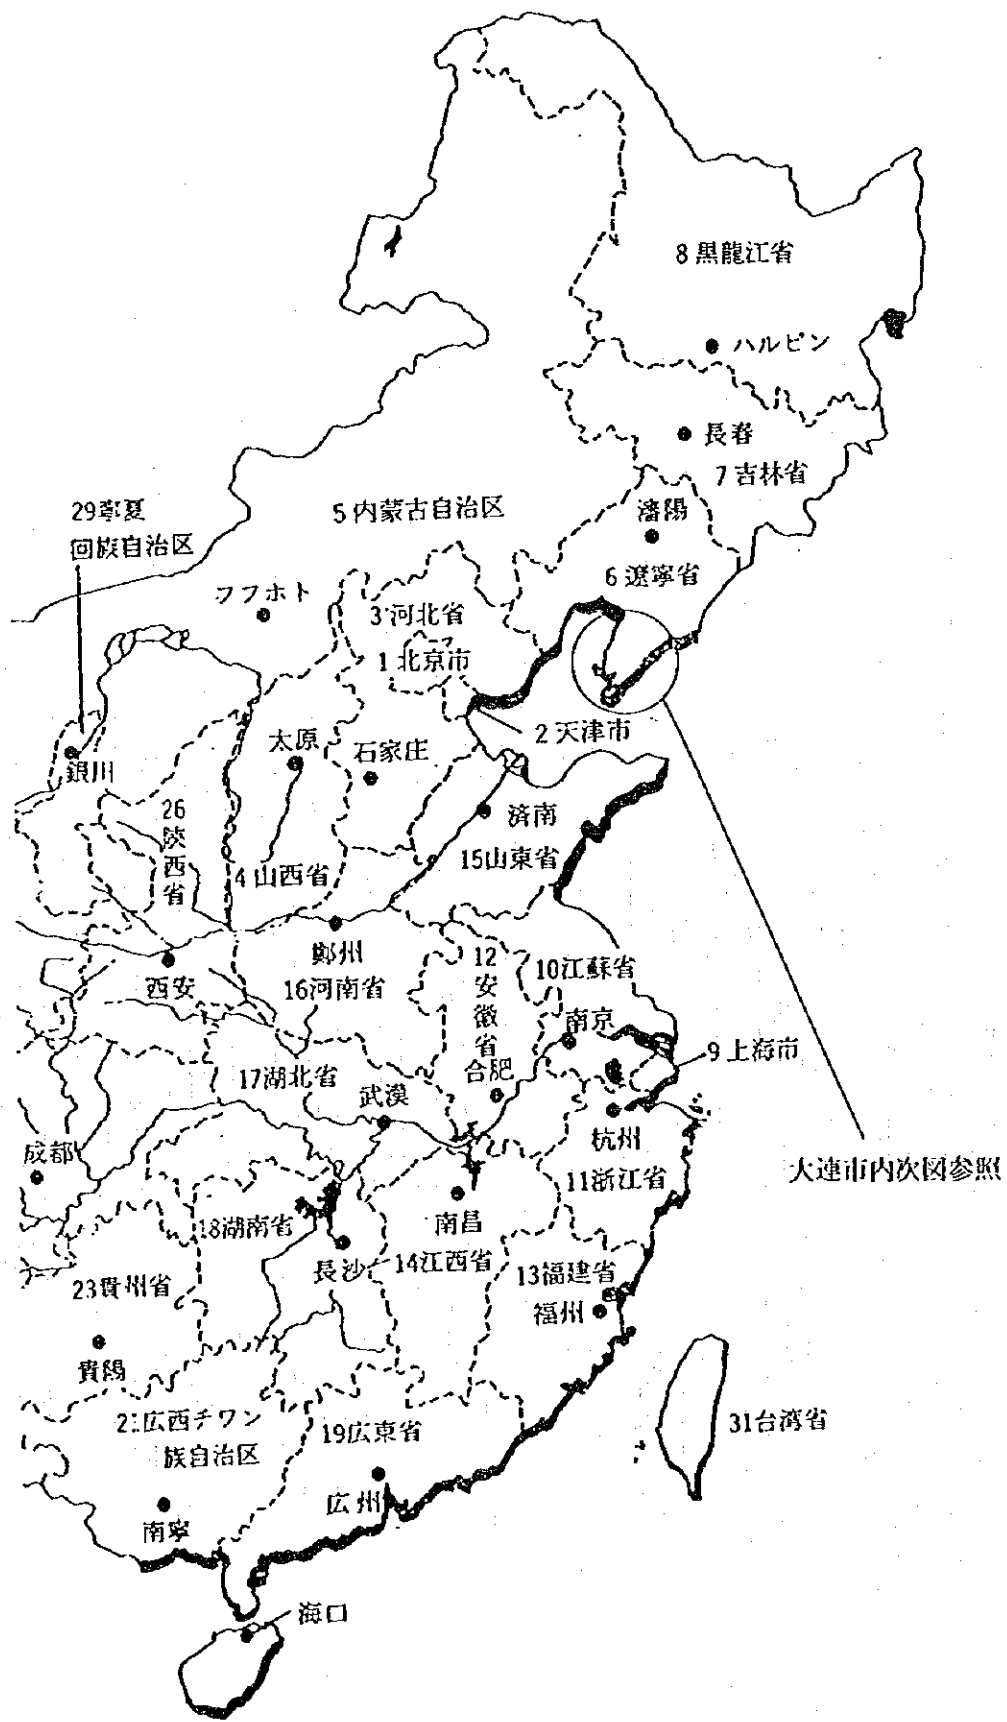 8 黒龍江省
ハルピン
長春
7 吉林省
29寧夏
回族自治区
5 内蒙古自治区
瀋陽
6 遼寧省
フフホト
3 河北省
1 北京市
2 天津市
太原
石家庄
銀川
26
陝
西
省
済南
15山東省
4 山西省
鄭州
16河南省
西安
12
安
徽
省
10江蘇省
南京
9 上海市
合肥
17湖北省
武漢
杭州
11浙江省
大連市内次図参照
成都
18湖南省
長沙
南昌
14江西省
23貴州省
13福建省
福州
貴陽
広西チワン
族自治区
19広東省
31台湾省
広州
南寧
海口